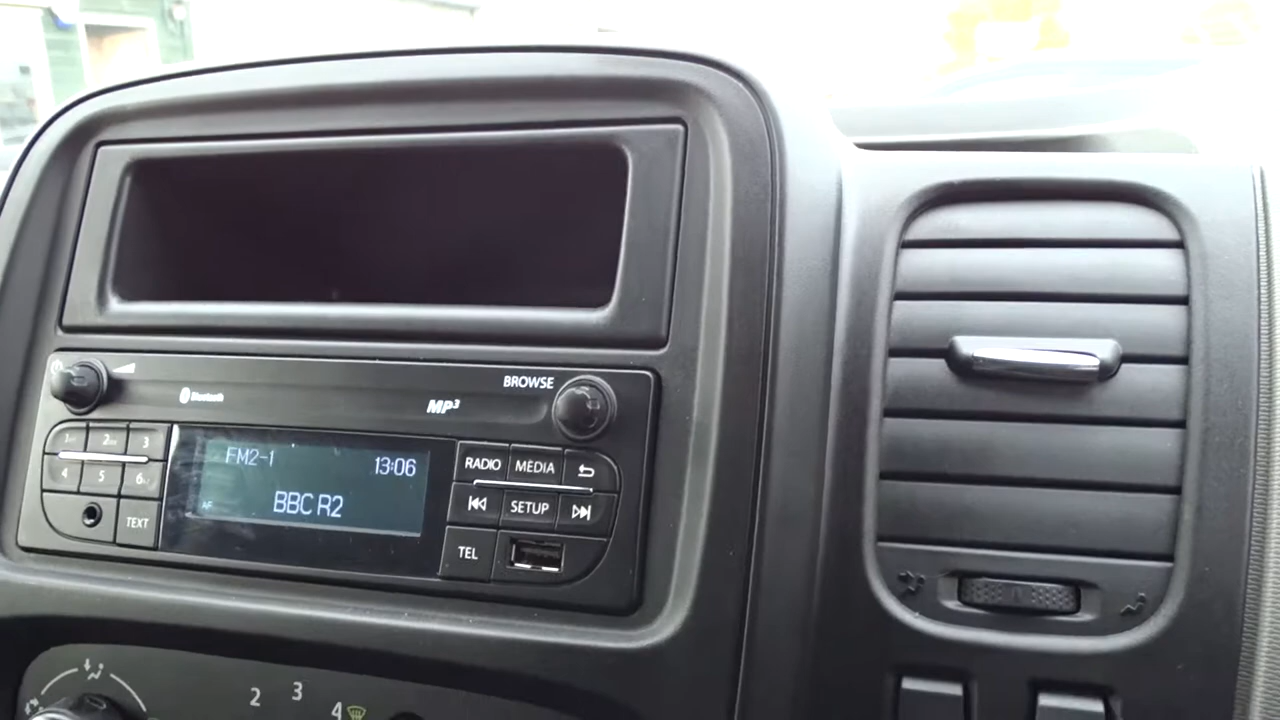 BROWSE
Bluetooth
MP3
1
2
3
4
5
6
TEXT
FM2-1
13:06
BBC R2
AF
RADIO
MEDIA
SETUP
TEL
2
3
4